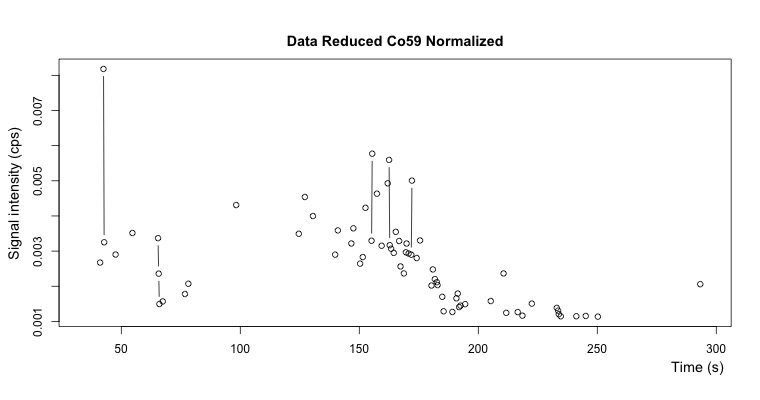 Data Reduced Co59 Normalized
Signal intensity (cps)
0.007
0.005
0.003
0.001
50 100 150 200 250 300
Time (s)